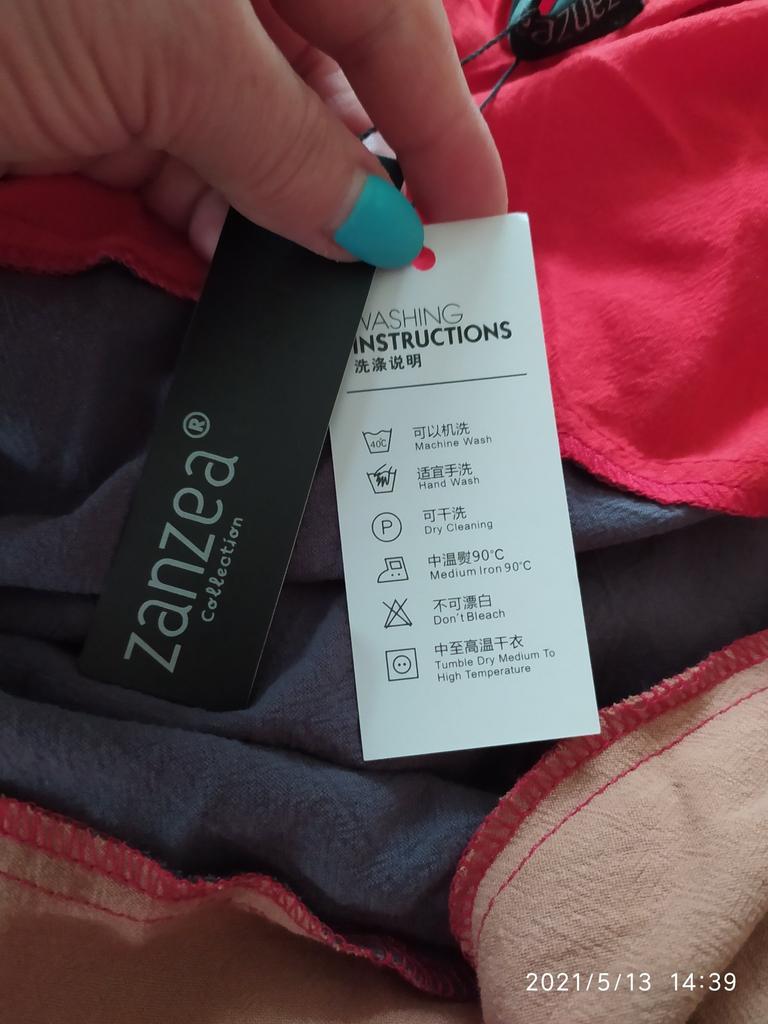 zanzea®
Collection
WASHING
INSTRUCTIONS
洗涤说明
40℃
可以机洗
Machine Wash
适宜手洗
Hand Wash
P
可干洗
Dry Cleaning
中温熨90℃
Medium Iron 90℃
不可漂白
Don't Bleach
中至高温干衣
Tumble Dry Medium To
High Temperature
2021/5/13 14:39